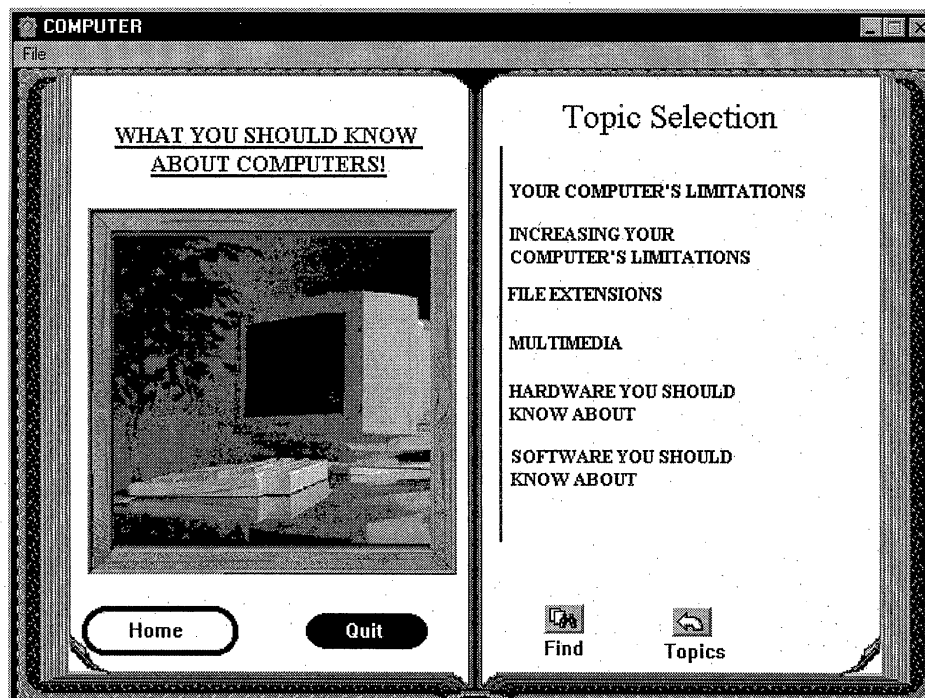 COMPUTER
File
WHAT YOU SHOULD KNOW
ABOUT COMPUTERS!
Home
Quit
Topic Selection
YOUR COMPUTER'S LIMITATIONS
INCREASING YOUR
COMPUTER'S LIMITATIONS
FILE EXTENSIONS
MULTIMEDIA
HARDWARE YOU SHOULD
KNOW ABOUT
SOFTWARE YOU SHOULD
KNOW ABOUT
Find
Topics